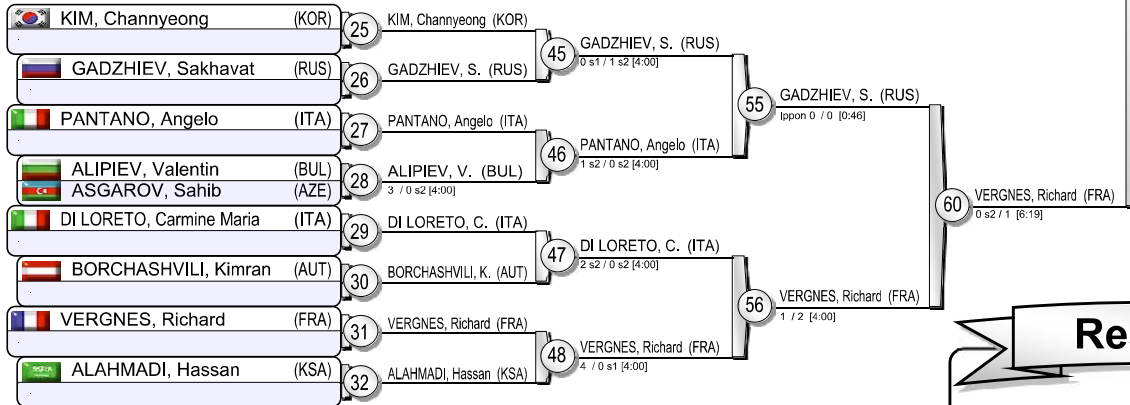 KIM, Channyeong (KOR)
.
GADZHIEV, Sakhavat (RUS)
.
PANTANO, Angelo (ITA)
.
ALIPIEV, Valentin (BUL)
ASGAROV, Sahib (AZE)
DI LORETO, Carmine Maria (ITA)
.
BORCHASHVILI, Kimran (AUT)
.
VERGNES, Richard (FRA)
.
ALAHMADI, Hassan (KSA)
.
25
26
27
28
29
30
31
32
KIM, Channyeong (KOR)
GADZHIEV, S. (RUS)
PANTANO, Angelo (ITA)
ALIPIEV, V. (BUL)
3 / 0 s2 [4:00]
DI LORETO, C. (ITA)
BORCHASHVILI, K. (AUT)
VERGNES, Richard (FRA)
ALAHMADI, Hassan (KSA)
45
46
47
48
GADZHIEV, S. (RUS)
0 s1 / 1 s2 [4:00]
PANTANO, Angelo (ITA)
1 s2 / 0 s2 [4:00]
DI LORETO, C. (ITA)
2 s2 / 0 s2 [4:00]
VERGNES, Richard (FRA)
4 / 0 s1 [4:00]
55
56
GADZHIEV, S. (RUS)
Ippon 0 / 0 [0:46]
VERGNES, Richard (FRA)
1 / 2 [4:00]
60
VERGNES, Richard (FRA)
0 s2 / 1 [6:19]
Re